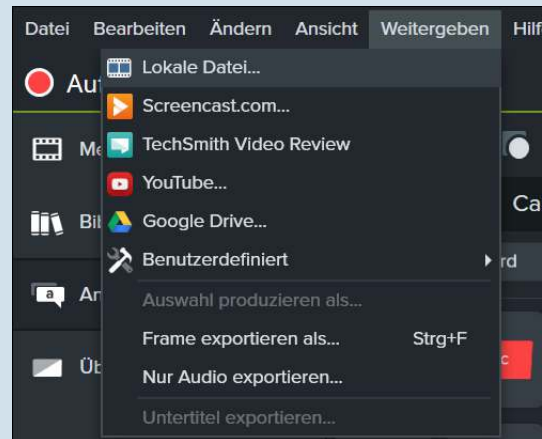 Datei Bearbeiten Ändern Ansicht Weitergeben
Lokale Datei...
Screencast.com...
TechSmith Video Review
YouTube...
Google Drive...
Benutzerdefiniert
Auswahl produzieren als...
Frame exportieren als... Strg+F
Nur Audio exportieren...
Untertitel exportieren...